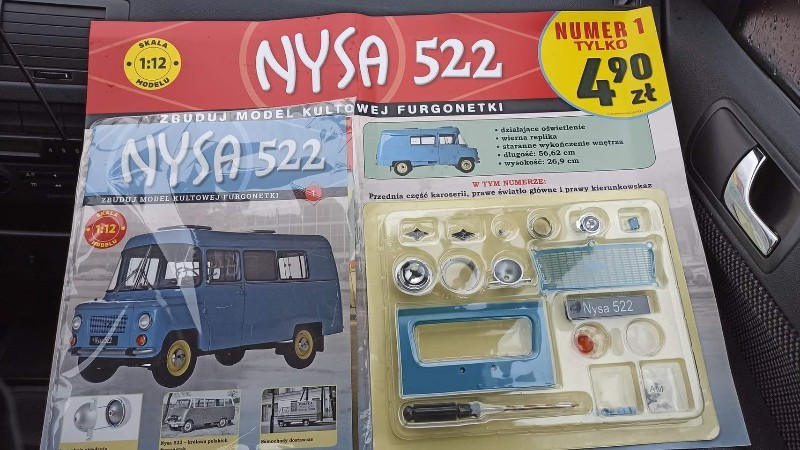 SKALA
1:12
MODELU
NYSA 522
NUMER 1
TYLKO
4,90
zł
ZBUDUJ MODEL KULTOWEJ FURGONETKI
NYSA 522
ZBUDUJ MODEL KULTOWEJ FURGONETKI
1
SKALA
1:12
MODELU
• działające oświetlenie
• wierna replika
• staranne wykończenie wnętrza
• długość: 56,62 cm
• wysokość: 26,9 cm
W TYM NUMERZE:
Przednia część karoserii, prawe światło główne i prawy kierunkowskaz
Nysa 522
Nysa 522 – królowa polskich
Samochody dostawcze